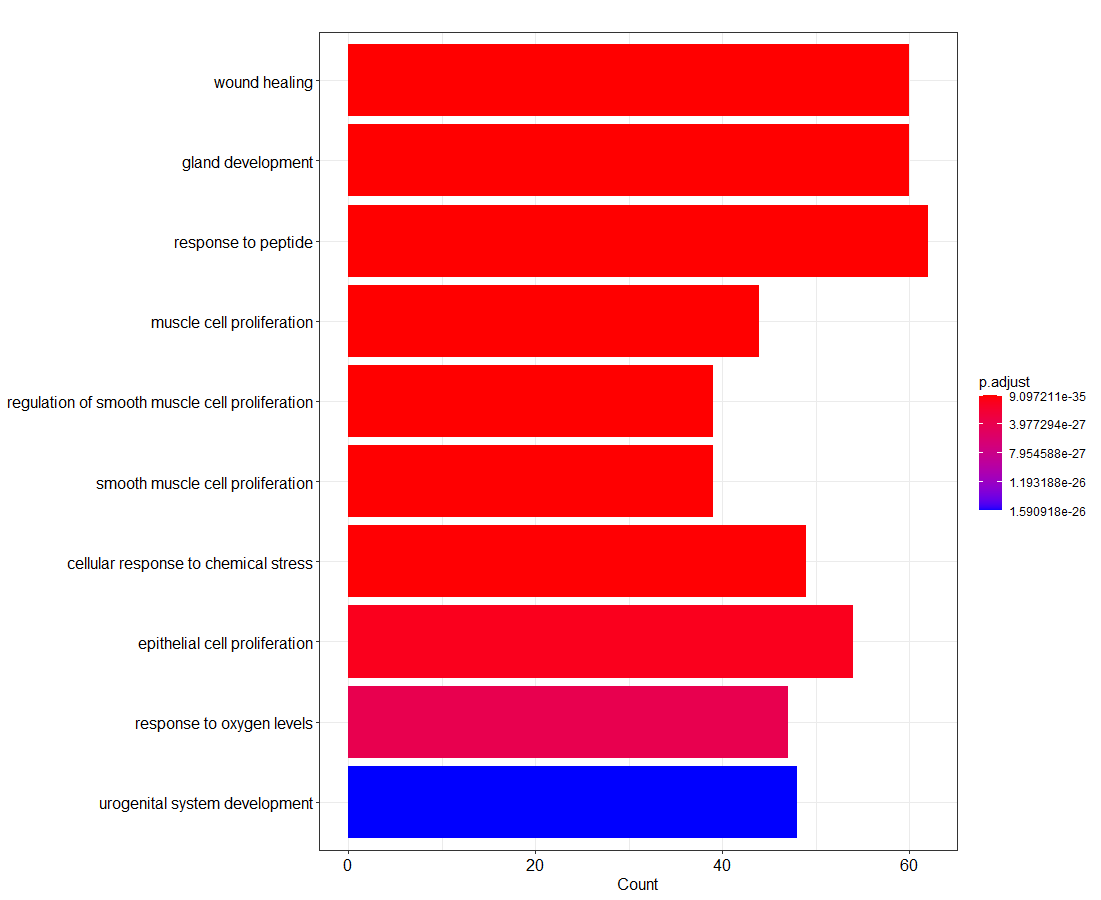 wound healing
gland development
response to peptide
muscle cell proliferation
regulation of smooth muscle cell proliferation
smooth muscle cell proliferation
cellular response to chemical stress
epithelial cell proliferation
response to oxygen levels
urogenital system development
0 20 40 60
Count
p.adjust
9.097211e-35
3.977294e-27
7.954588e-27
1.193188e-26
1.590918e-26